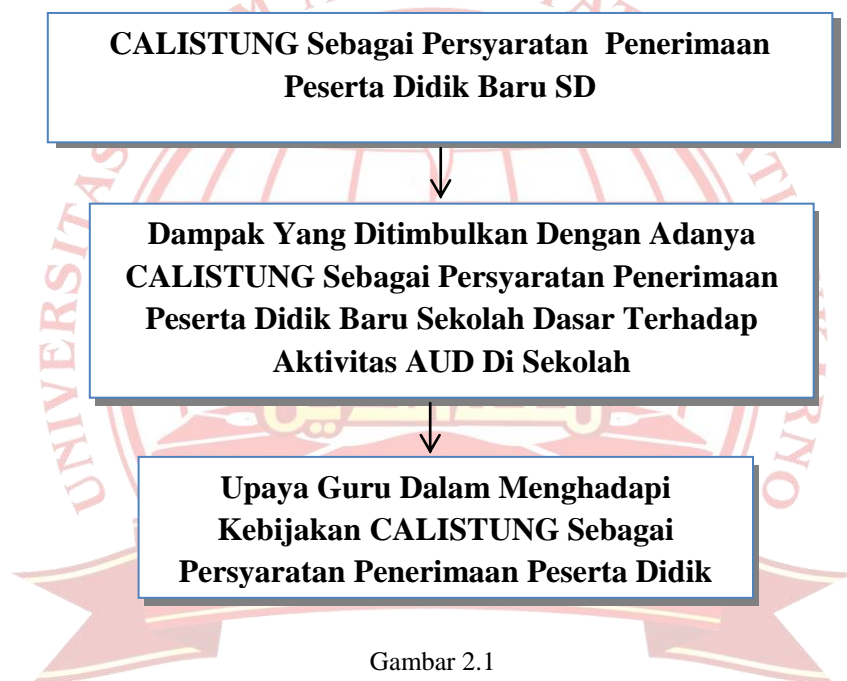 CALISTUNG Sebagai Persyaratan Penerimaan
Peserta Didik Baru SD
Dampak Yang Ditimbulkan Dengan Adanya
CALISTUNG Sebagai Persyaratan Penerimaan
Peserta Didik Baru Sekolah Dasar Terhadap
Aktivitas AUD Di Sekolah
Upaya Guru Dalam Menghadapi
Kebijakan CALISTUNG Sebagai
Persyaratan Penerimaan Peserta Didik
Gambar 2.1